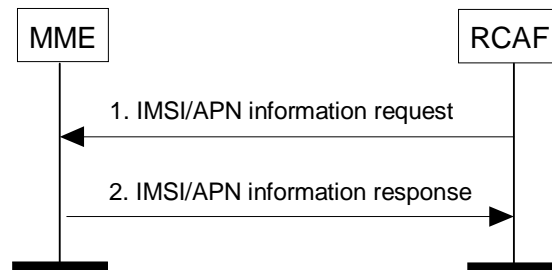 MME
RCAF
1. IMSI/APN information request
2. IMSI/APN information response